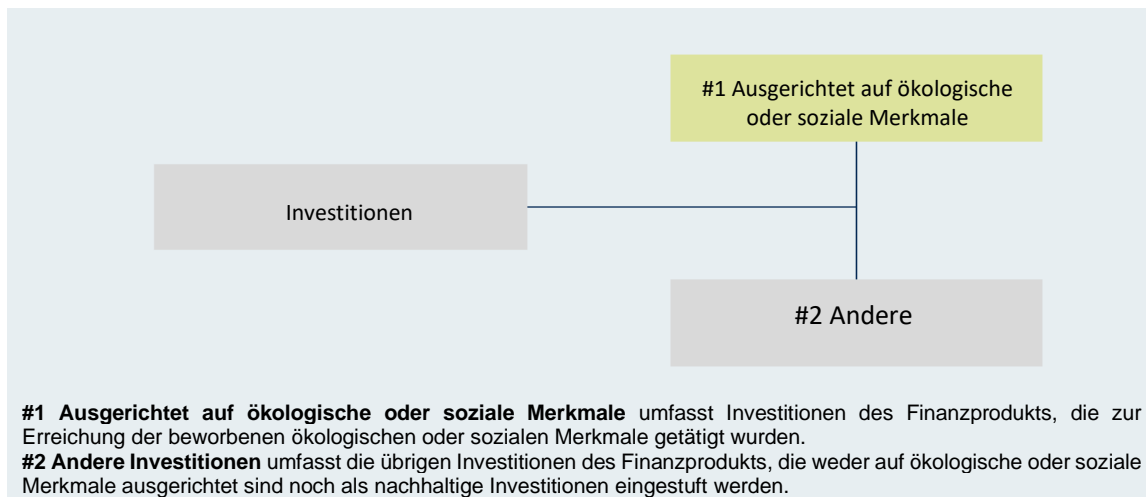 #1 Ausgerichtet auf ökologische
oder soziale Merkmale
Investitionen
#2 Andere
#1 Ausgerichtet auf ökologische oder soziale Merkmale umfasst Investitionen des Finanzprodukts, die zur
Erreichung der beworbenen ökologischen oder sozialen Merkmale getätigt wurden.
#2 Andere Investitionen umfasst die übrigen Investitionen des Finanzprodukts, die weder auf ökologische oder soziale
Merkmale ausgerichtet sind noch als nachhaltige Investitionen eingestuft werden.